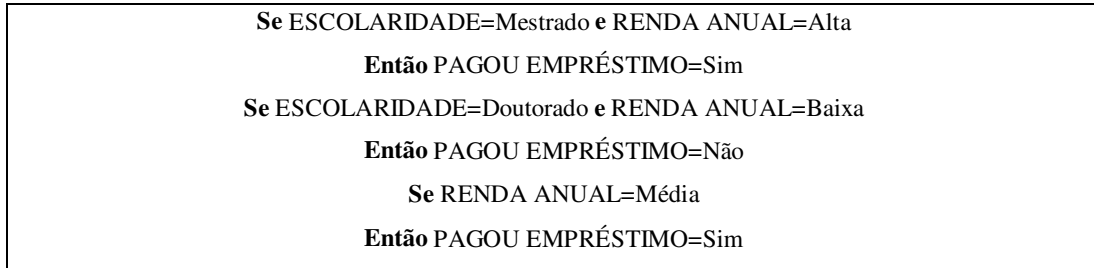 Se ESCOLARIDADE=Mestrado e RENDA ANUAL=Alta
Então PAGOU EMPRÉSTIMO=Sim
Se ESCOLARIDADE=Doutorado e RENDA ANUAL=Baixa
Então PAGOU EMPRÉSTIMO=Não
Se RENDA ANUAL=Média
Então PAGOU EMPRÉSTIMO=Sim